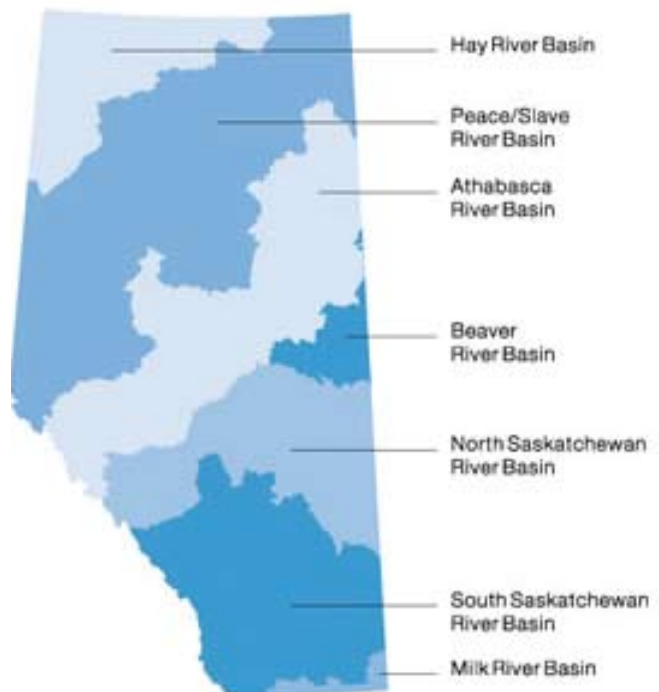 Hay River Basin
Peace/Slave
River Basin
Athabasca
River Basin
Beaver
River Basin
North Saskatchewan
River Basin
South Saskatchewan
River Basin
Milk River Basin